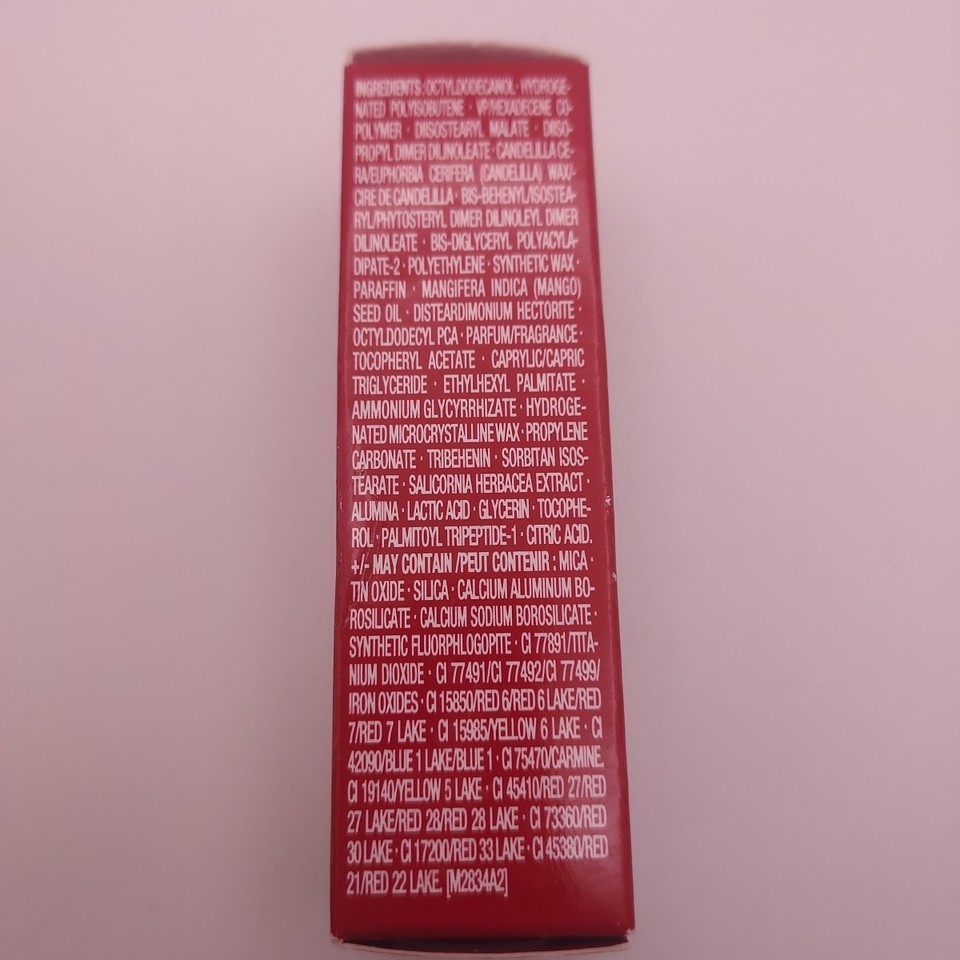 INGREDIENTS : OCTYLDODECANOL · HYDROGE-
NATED POLYISOBUTENE · VP/HEXADECENE CO-
POLYMER · DIISOSTEARYL MALATE · DIISO-
PROPYL DIMER DILINOLEATE · CANDELILLA CE-
RA/EUPHORBIA CERIFERA (CANDELILLA) WAX/
CIRE DE CANDELILLA · BIS-BEHENYL/ISOSTEA-
RYL/PHYTOSTERYL DIMER DILINOLEYL DIMER
DILINOLEATE · BIS-DIGLYCERYL POLYACYLA-
DIPATE-2 · POLYETHYLENE · SYNTHETIC WAX ·
PARAFFIN · MANGIFERA INDICA (MANGO)
SEED OIL · DISTEARDIMONIUM HECTORITE ·
OCTYLDODECYL PCA · PARFUM/FRAGRANCE ·
TOCOPHERYL ACETATE · CAPRYLIC/CAPRIC
TRIGLYCERIDE · ETHYLHEXYL PALMITATE ·
AMMONIUM GLYCYRRHIZATE · HYDROGE-
NATED MICROCRYSTALLINE WAX · PROPYLENE
CARBONATE · TRIBEHENIN · SORBITAN ISOS-
TEARATE · SALICORNIA HERBACEA EXTRACT ·
ALUMINA · LACTIC ACID · GLYCERIN · TOCOPHE-
ROL · PALMITOYL TRIPEPTIDE-1 · CITRIC ACID.
+/- MAY CONTAIN /PEUT CONTENIR : MICA ·
TIN OXIDE · SILICA · CALCIUM ALUMINUM BO-
ROSILICATE · CALCIUM SODIUM BOROSILICATE ·
SYNTHETIC FLUORPHLOGOPITE · CI 77891/TITA-
NIUM DIOXIDE · CI 77491/CI 77492/CI 77499/
IRON OXIDES · CI 15850/RED 6/RED 6 LAKE/RED
7/RED 7 LAKE · CI 15985/YELLOW 6 LAKE · CI
42090/BLUE 1 LAKE/BLUE 1 · CI 75470/CARMINE.
CI 19140/YELLOW 5 LAKE · CI 45410/RED 27/RED
27 LAKE/RED 28/RED 28 LAKE · CI 73360/RED
30 LAKE · CI 17200/RED 33 LAKE · CI 45380/RED
21/RED 22 LAKE. [M2834A2]